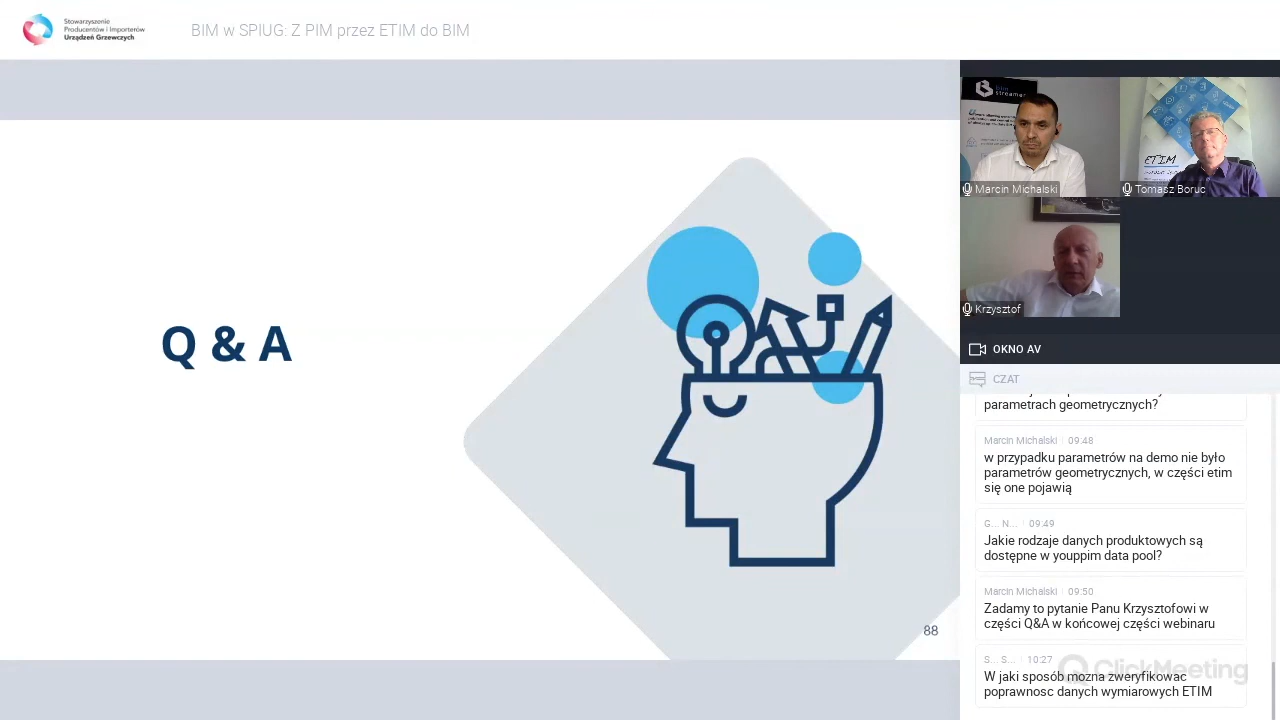 Stowarzyszenie
Producentów i Importerów
Urządzeń Grzewczych
BIM w SPIUG: Z PIM przez ETIM do BIM
Q & A
88
bim
streamer
Marcin Michalski
ETIM
Tomasz Boruc
Krzysztof
OKNO AV
CZAT
parametrach geometrycznych?
Marcin Michalski 09:48
w przypadku parametrów na demo nie było
parametrów geometrycznych, w części etim
się one pojawią
G... N... 09:49
Jakie rodzaje danych produktowych są
dostępne w youppim data pool?
Marcin Michalski 09:50
Zadamy to pytanie Panu Krzysztofowi w
części Q&A w końcowej części webinaru
S... S... 10:27
W jaki sposób mozna zweryfikowac
poprawnosc danych wymiarowych ETIM
ClickMeeting